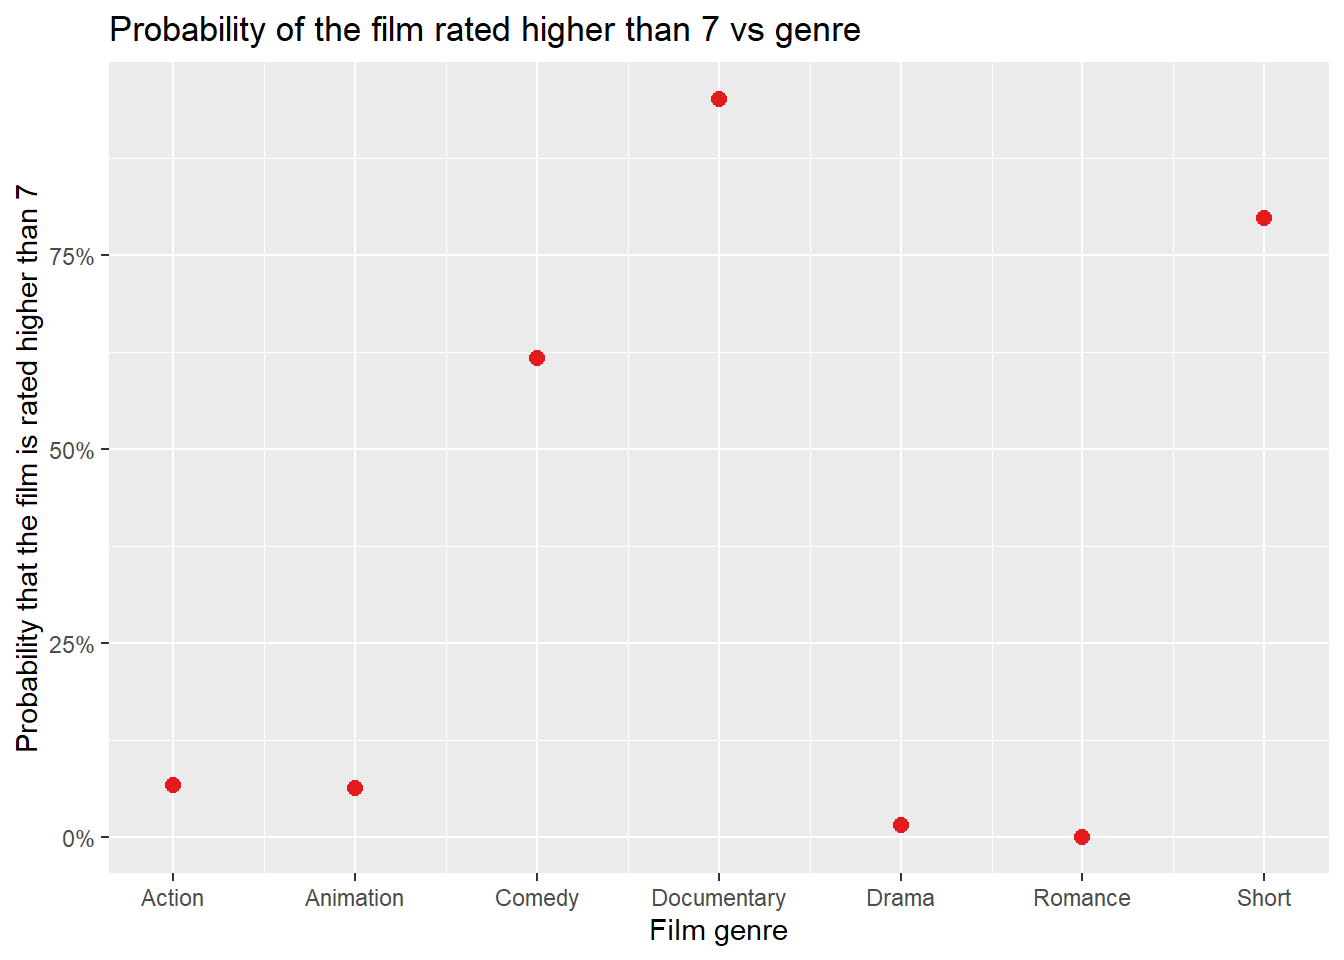 Probability of the film rated higher than 7 vs genre
Probability that the film is rated higher than 7
75%
50%
25%
0%
Action Animation Comedy Documentary Drama Romance Short
Film genre